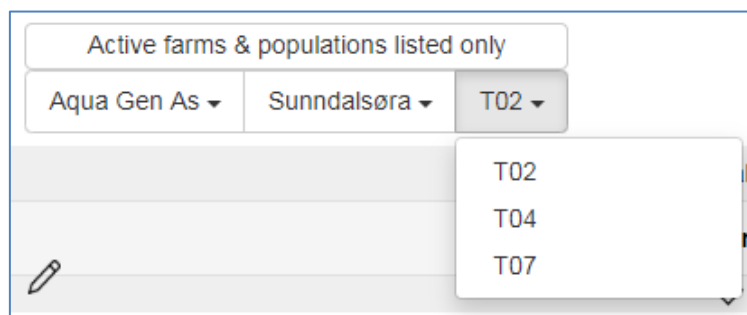 Active farms & populations listed only
Aqua Gen As Sunndalsøra T02
T02
T04
T07